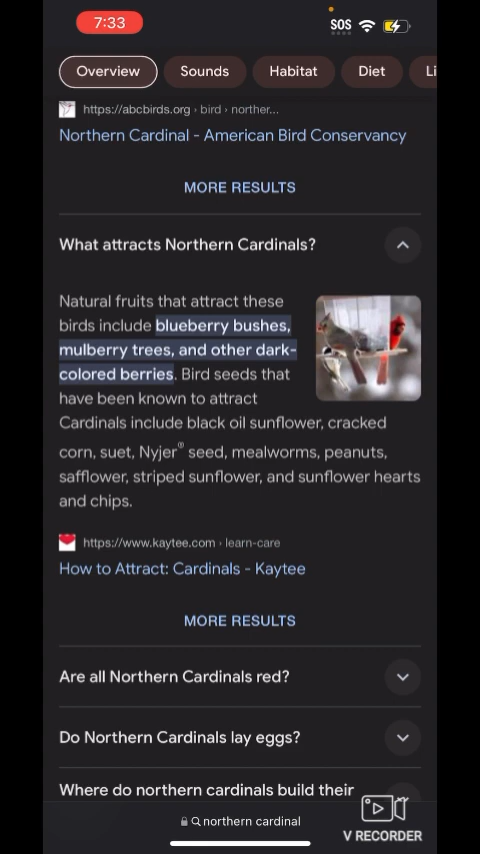 7:33
SOS
Overview
Sounds
Habitat
Diet
Li
https://abcbirds.org › bird › norther...
Northern Cardinal - American Bird Conservancy
MORE RESULTS
What attracts Northern Cardinals?
Natural fruits that attract these
birds include blueberry bushes,
mulberry trees, and other dark-
colored berries. Bird seeds that
have been known to attract
Cardinals include black oil sunflower, cracked
corn, suet, Nyjer® seed, mealworms, peanuts,
safflower, striped sunflower, and sunflower hearts
and chips.
https://www.kaytee.com › learn-care
How to Attract: Cardinals - Kaytee
MORE RESULTS
Are all Northern Cardinals red?
Do Northern Cardinals lay eggs?
Where do northern cardinals build their
northern cardinal
V RECORDER